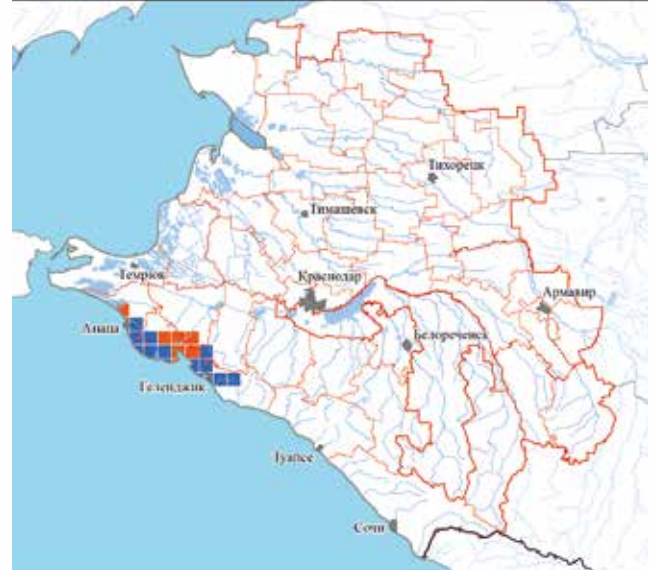 Тихорецк
Тимашевск
Темрюк
Краснодар
Армавир
Анапа
Белореченск
Геленджик
Туапсе
Сочи